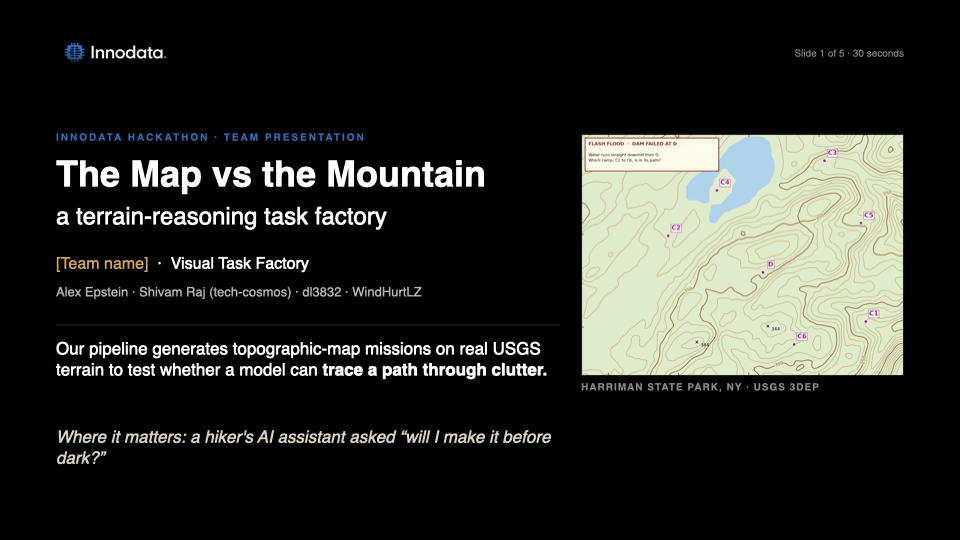 Innodata.
Slide 1 of 5 · 30 seconds
INNODATA HACKATHON · TEAM PRESENTATION
The Map vs the Mountain
a terrain-reasoning task factory
[Team name] · Visual Task Factory
Alex Epstein · Shivam Raj (tech-cosmos) · dl3832 · WindHurtLZ
Our pipeline generates topographic-map missions on real USGS
terrain to test whether a model can trace a path through clutter.
Where it matters: a hiker's AI assistant asked “will I make it before
dark?”
FLASH FLOOD - DAM FAILED AT D
Water runs straight downhill from D.
Which camp, C1 to C6, is in its path?
C3
C4
C5
C2
D
C1
344
C6
HARRIMAN STATE PARK, NY · USGS 3DEP